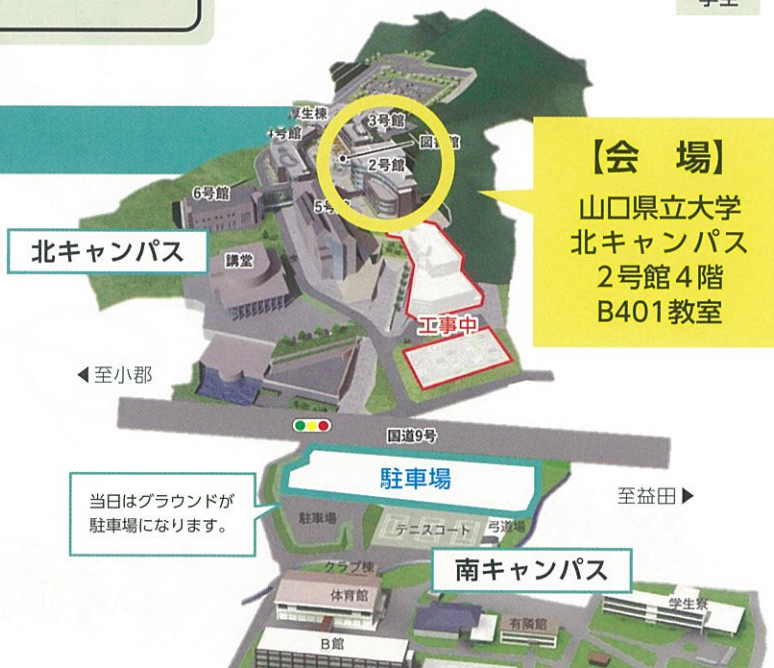 学生
厚生棟
3号館
4号館
図書館
2号館
6号館
5号館
北キャンパス
講堂
工事中
【会 場】
山口県立大学
北キャンパス
2号館4階
B401教室
◀至小郡
国道9号
駐車場
至益田▶
当日はグラウンドが
駐車場になります。
駐車場
テニスコート
弓道場
クラブ棟
南キャンパス
体育館
学生寮
有隣館
B館